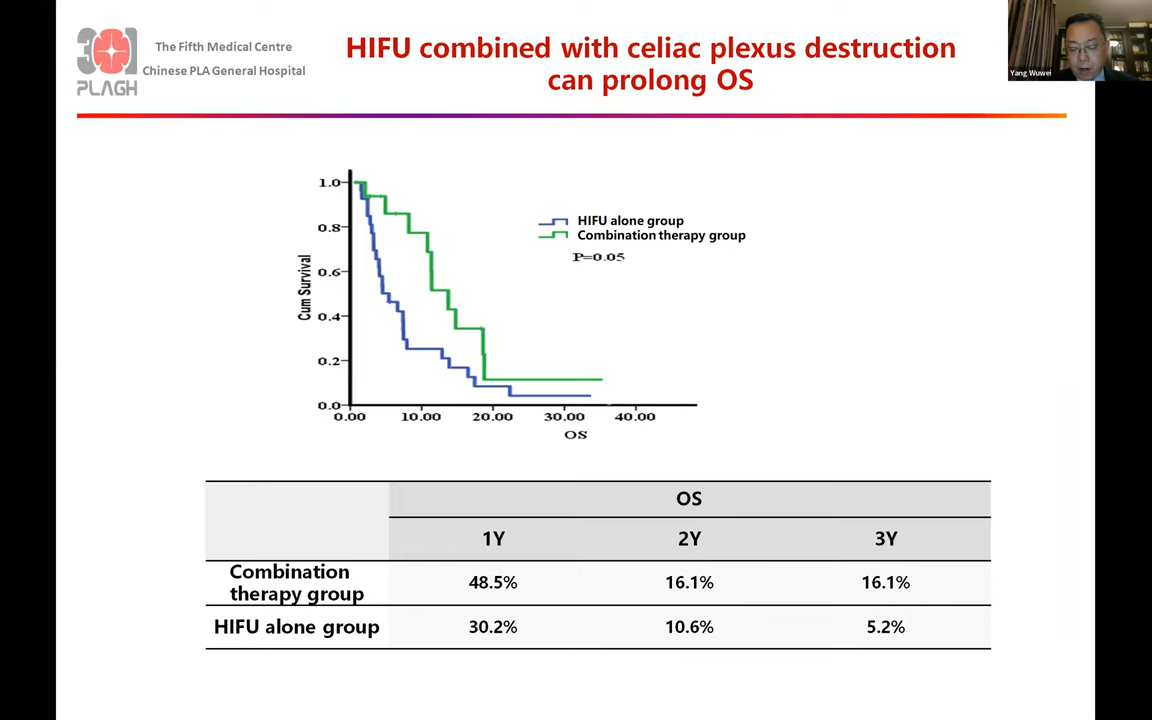 301
PLAGH
The Fifth Medical Centre
Chinese PLA General Hospital
HIFU combined with celiac plexus destruction
can prolong OS
Yang Wuwei
Cum Survival
1.0
0.8
0.6
0.4
0.2
0.0
0.00 10.00 20.00 30.00 40.00
OS
HIFU alone group
Combination therapy group
P=0.05
OS
1Y 2Y 3Y
Combination
therapy group 48.5% 16.1% 16.1%
HIFU alone group 30.2% 10.6% 5.2%